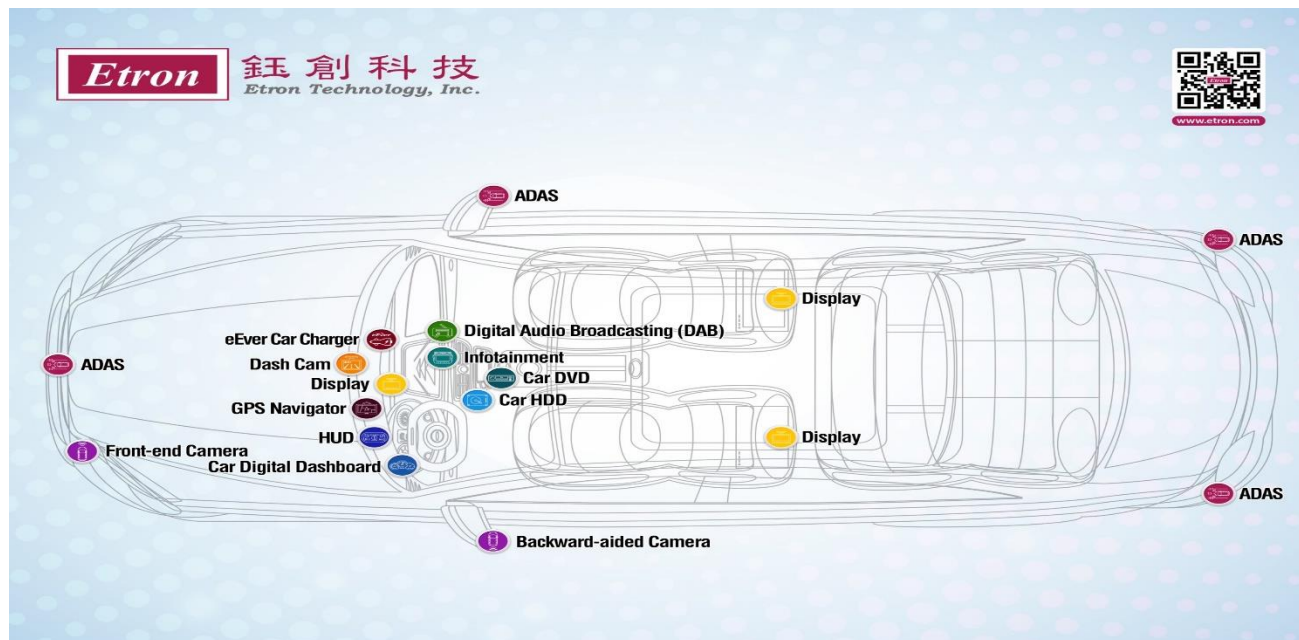 Etron
鈺創科技
Etron Technology, Inc.
Etron
www.etron.com
ADAS
ADAS
Display
Digital Audio Broadcasting (DAB)
eEver Car Charger
Infotainment
Dash Cam
ADAS
Car DVD
Display
Car HDD
GPS Navigator
HUD
Display
Front-end Camera
Car Digital Dashboard
ADAS
Backward-aided Camera